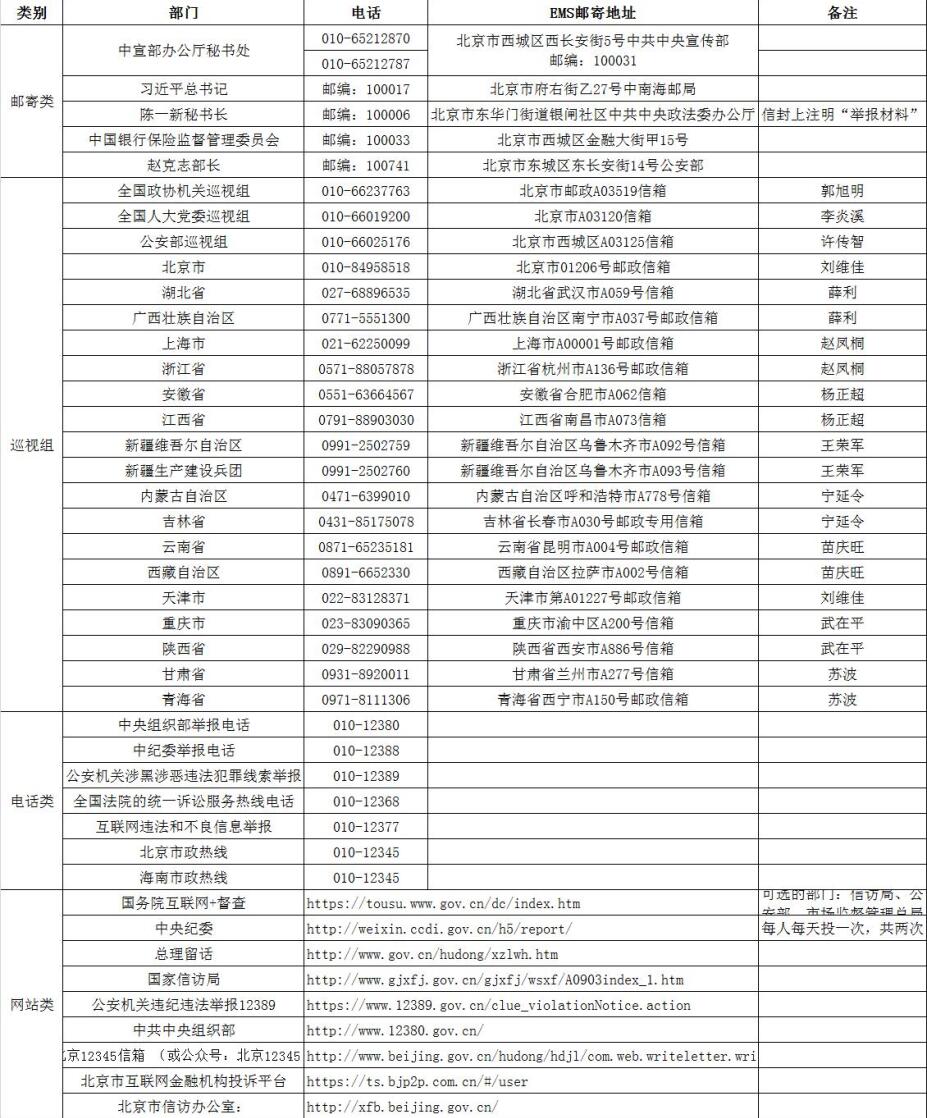 类别 部门 电话 EMS邮寄地址 备注
邮寄类
中宣部办公厅秘书处 010-65212870 北京市西城区西长安街5号中共中央宣传部
010-65212787 邮编：100031
习近平总书记 邮编：100017 北京市府右街乙27号中南海邮局
陈一新秘书长 邮编：100006 北京市东华门街道银闸社区中共中央政法委办公厅 信封上注明“举报材料”
中国银行保险监督管理委员会 邮编：100033 北京市西城区金融大街甲15号
赵克志部长 邮编：100741 北京市东城区东长安街14号公安部
巡视组
全国政协机关巡视组 010-66237763 北京市邮政A03519信箱 郭旭明
全国人大党委巡视组 010-66019200 北京市A03120信箱 李炎溪
公安部巡视组 010-66025176 北京市西城区A03125信箱 许传智
北京市 010-84958518 北京市01206号邮政信箱 刘维佳
湖北省 027-68896535 湖北省武汉市A059号信箱 薛利
广西壮族自治区 0771-5551300 广西壮族自治区南宁市A037号邮政信箱 薛利
上海市 021-62250099 上海市A00001号邮政信箱 赵凤桐
浙江省 0571-88057878 浙江省杭州市A136号邮政信箱 赵凤桐
安徽省 0551-63664567 安徽省合肥市A062信箱 杨正超
江西省 0791-88903030 江西省南昌市A073信箱 杨正超
新疆维吾尔自治区 0991-2502759 新疆维吾尔自治区乌鲁木齐市A092号信箱 王荣军
新疆生产建设兵团 0991-2502760 新疆维吾尔自治区乌鲁木齐市A093号信箱 王荣军
内蒙古自治区 0471-6399010 内蒙古自治区呼和浩特市A778号信箱 宁延令
吉林省 0431-85175078 吉林省长春市A030号邮政专用信箱 宁延令
云南省 0871-65235181 云南省昆明市A004号邮政信箱 苗庆旺
西藏自治区 0891-6652330 西藏自治区拉萨市A002号信箱 苗庆旺
天津市 022-83128371 天津市第A01227号邮政信箱 刘维佳
重庆市 023-83090365 重庆市渝中区A200号信箱 武在平
陕西省 029-82290988 陕西省西安市A886号信箱 武在平
甘肃省 0931-8920011 甘肃省兰州市A277号信箱 苏波
青海省 0971-8111306 青海省西宁市A150号邮政信箱 苏波
电话类
中央组织部举报电话 010-12380
中纪委举报电话 010-12388
公安机关涉黑涉恶违法犯罪线索举报 010-12389
全国法院的统一诉讼服务热线电话 010-12368
互联网违法和不良信息举报 010-12377
北京市政热线 010-12345
海南市政热线 010-12345
网站类
国务院互联网+督查 https://tousu.www.gov.cn/dc/index.htm 可选的部门：信访局、公
安部、市场监督管理总局
中央纪委 http://weixin.ccdi.gov.cn/h5/report/ 每人每天投一次，共两次
总理留话 http://www.gov.cn/hudong/xzlwh.htm
国家信访局 http://www.gjxfj.gov.cn/gjxfj/wsxf/A0903index_1.htm
公安机关违纪违法举报12389 https://www.12389.gov.cn/clue_violationNotice.action
中共中央组织部 http://www.12380.gov.cn/
京12345信箱 （或公众号：北京12345 http://www.beijing.gov.cn/hudong/hdjl/com.web.writeletter.wri
北京市互联网金融机构投诉平台 https://ts.bjp2p.com.cn/#/user
北京市信访办公室： http://xfb.beijing.gov.cn/